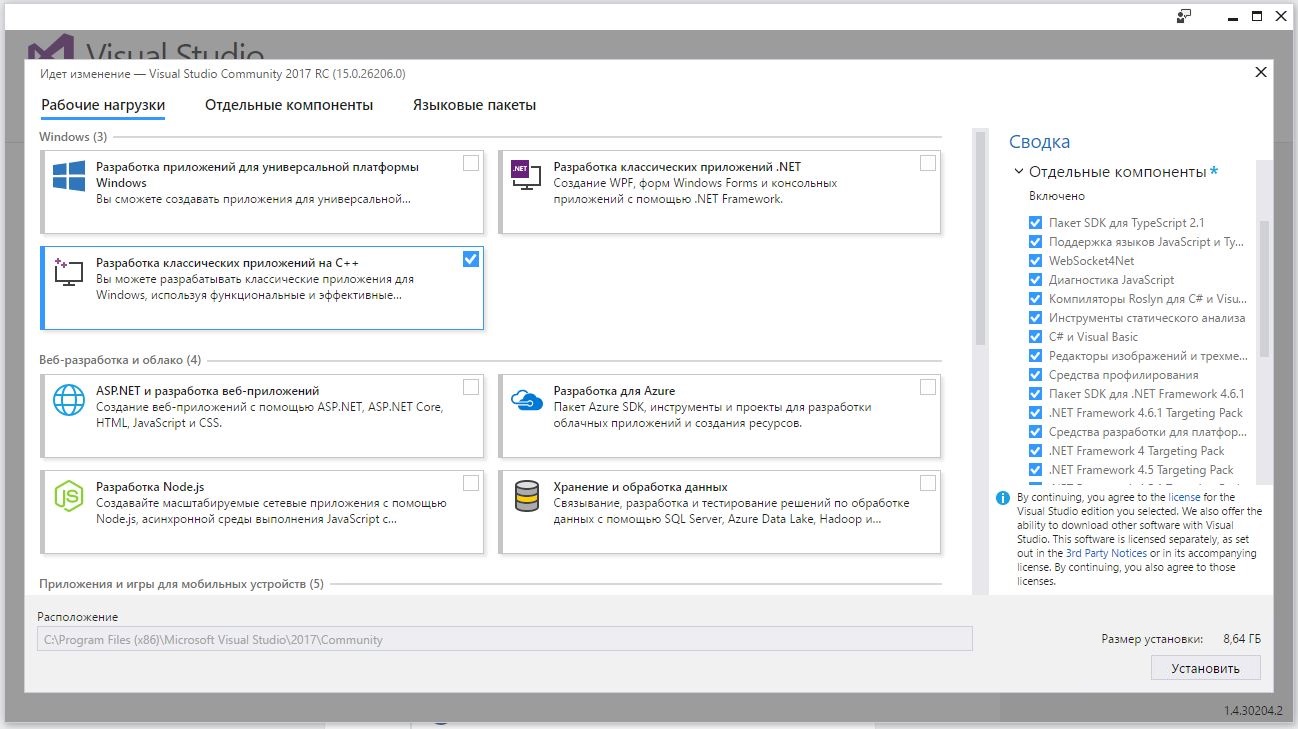 Visual Studio
Идет изменение — Visual Studio Community 2017 RC (15.0.26206.0)
Рабочие нагрузки
Отдельные компоненты
Языковые пакеты
Windows (3)
Разработка приложений для универсальной платформы
Windows
Вы сможете создавать приложения для универсальной...
.NET
Разработка классических приложений .NET
Создание WPF, форм Windows Forms и консольных
приложений с помощью .NET Framework.
Разработка классических приложений на C++
Вы можете разрабатывать классические приложения для
Windows, используя функциональные и эффективные...
Веб-разработка и облако (4)
ASP.NET и разработка веб-приложений
Создание веб-приложений с помощью ASP.NET, ASP.NET Core,
HTML, JavaScript и CSS.
Разработка для Azure
Пакет Azure SDK, инструменты и проекты для разработки
облачных приложений и создания ресурсов.
JS
Разработка Node.js
Создавайте масштабируемые сетевые приложения с помощью
Node.js, асинхронной среды выполнения JavaScript с...
Хранение и обработка данных
Связывание, разработка и тестирование решений по обработке
данных с помощью SQL Server, Azure Data Lake, Hadoop и...
Приложения и игры для мобильных устройств (5)
Сводка
Отдельные компоненты *
Включено
Пакет SDK для TypeScript 2.1
Поддержка языков JavaScript и Ty...
WebSocket4Net
Диагностика JavaScript
Компиляторы Roslyn для C# и Visu...
Инструменты статического анализа
C# и Visual Basic
Редакторы изображений и трехме...
Средства профилирования
Пакет SDK для .NET Framework 4.6.1
.NET Framework 4.6.1 Targeting Pack
Средства разработки для платфор...
.NET Framework 4 Targeting Pack
.NET Framework 4.5 Targeting Pack
By continuing, you agree to the license for the
Visual Studio edition you selected. We also offer the
ability to download other software with Visual
Studio. This software is licensed separately, as set
out in the 3rd Party Notices or in its accompanying
license. By continuing, you also agree to those
licenses.
Расположение
C:\Program Files (x86)\Microsoft Visual Studio\2017\Community
Размер установки: 8,64 ГБ
Установить
1.4.30204.2